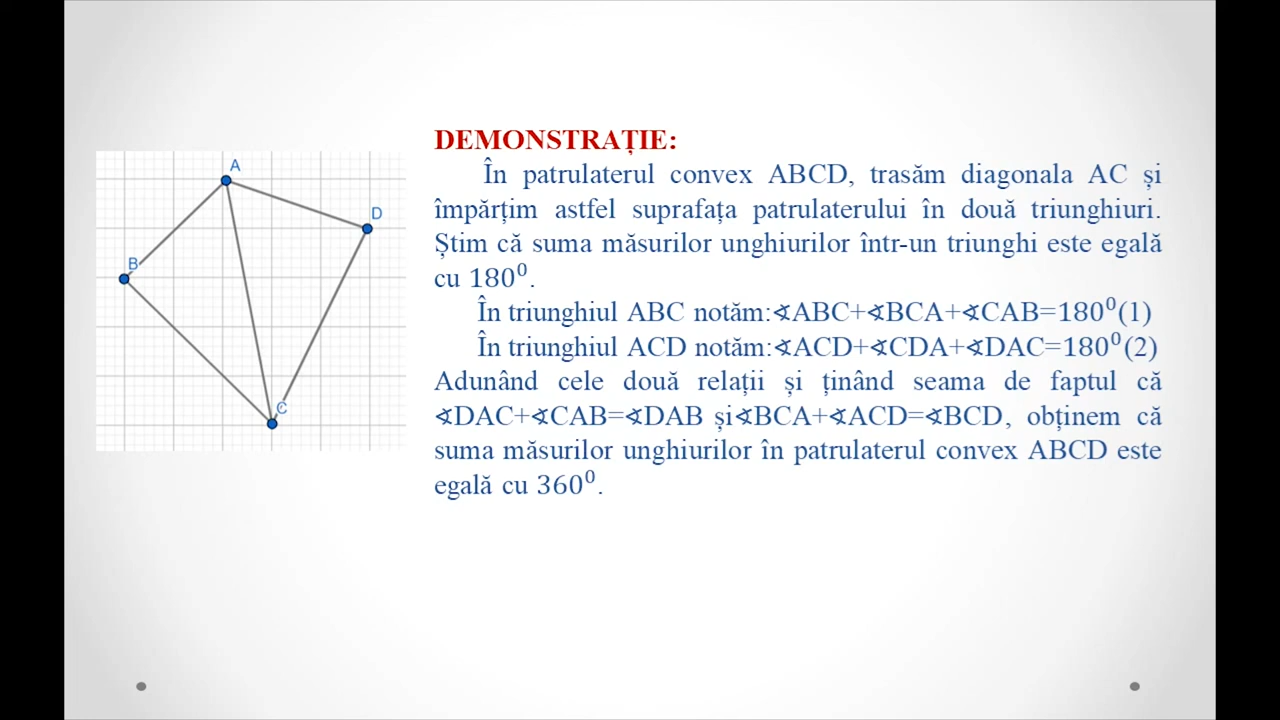 DEMONSTRAȚIE:
În patrulaterul convex ABCD, trasăm diagonala AC și
împărțim astfel suprafața patrulaterului în două triunghiuri.
Știm că suma măsurilor unghiurilor într-un triunghi este egală
cu 180⁰.
În triunghiul ABC notăm:∢ABC+∢BCA+∢CAB=180⁰(1)
În triunghiul ACD notăm:∢ACD+∢CDA+∢DAC=180⁰(2)
Adunând cele două relații și ținând seama de faptul că
∢DAC+∢CAB=∢DAB și∢BCA+∢ACD=∢BCD, obținem că
suma măsurilor unghiurilor în patrulaterul convex ABCD este
egală cu 360⁰.
A
D
B
C